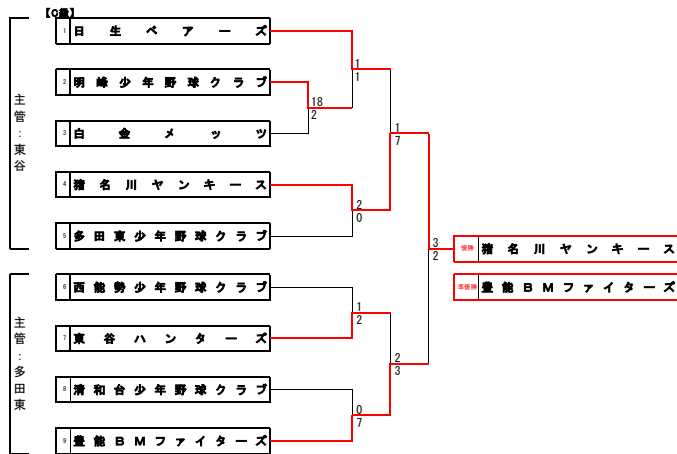 【C級】
1 日生ベアーズ
2 明峰少年野球クラブ
3 白金メッツ
4 猪名川ヤンキース
5 多田東少年野球クラブ
6 西能勢少年野球クラブ
7 東谷ハンターズ
8 清和台少年野球クラブ
9 豊能BMファイターズ
主管:東谷
主管:多田東
1
1
18
2
2
0
1
7
1
2
0
7
2
3
3
2
優勝 猪名川ヤンキース
準優勝 豊能BMファイターズ